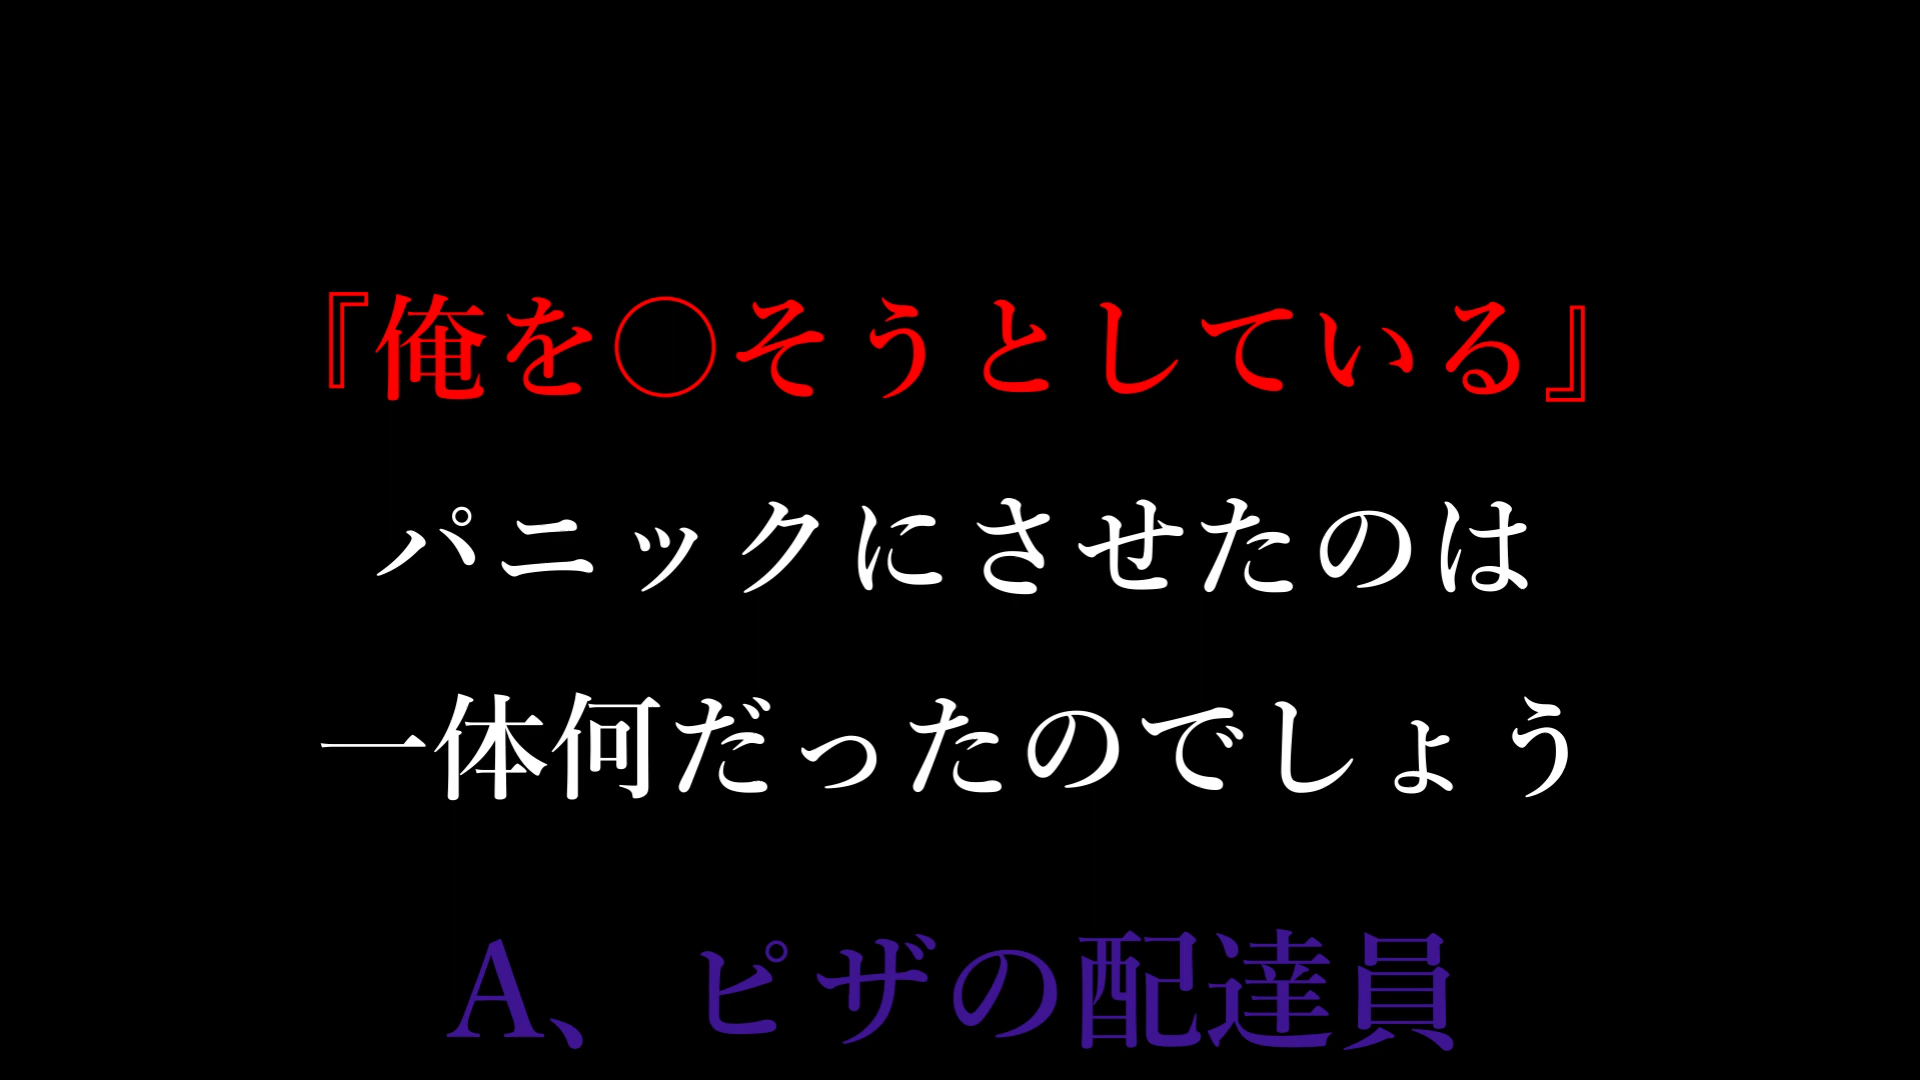 『俺を〇そうとしている』
パニックにさせたのは
一体何だったのでしょう
A、ピザの配達員